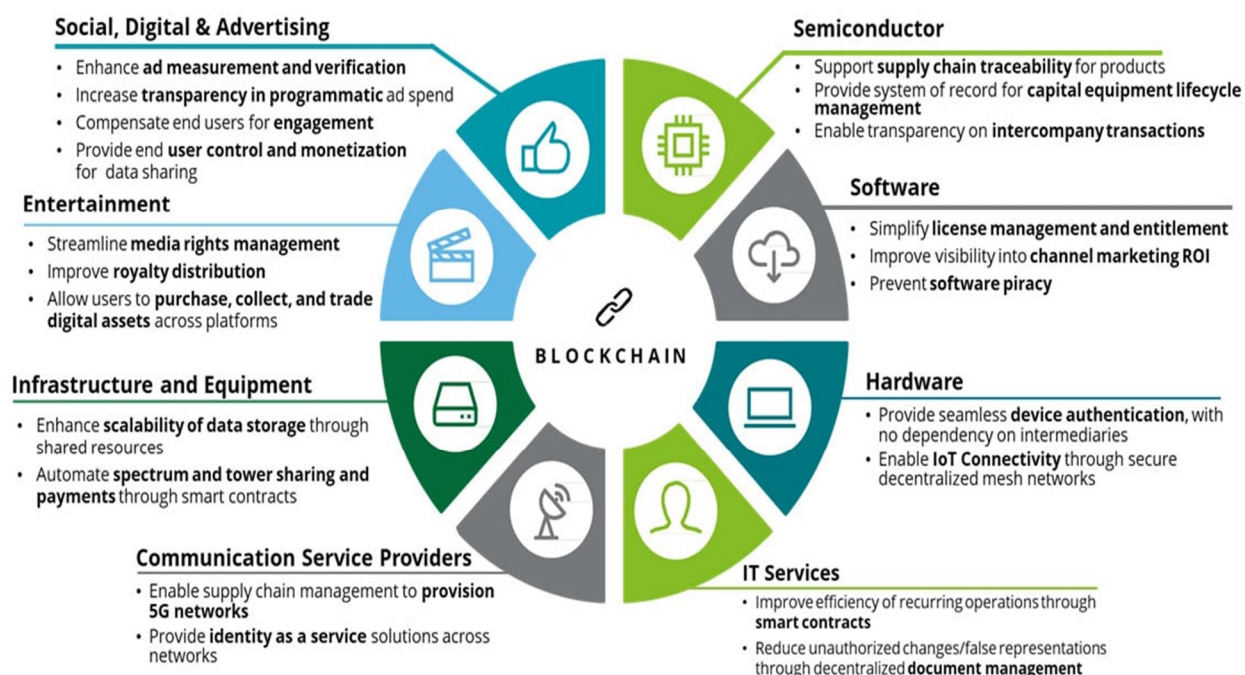 Social, Digital & Advertising
• Enhance ad measurement and verification
• Increase transparency in programmatic ad spend
• Compensate end users for engagement
• Provide end user control and monetization
for data sharing
Entertainment
• Streamline media rights management
• Improve royalty distribution
• Allow users to purchase, collect, and trade
digital assets across platforms
Infrastructure and Equipment
• Enhance scalability of data storage through
shared resources
• Automate spectrum and tower sharing and
payments through smart contracts
Communication Service Providers
• Enable supply chain management to provision
5G networks
• Provide identity as a service solutions across
networks
BLOCKCHAIN
Semiconductor
• Support supply chain traceability for products
• Provide system of record for capital equipment lifecycle
management
• Enable transparency on intercompany transactions
Software
• Simplify license management and entitlement
• Improve visibility into channel marketing ROI
• Prevent software piracy
Hardware
• Provide seamless device authentication, with
no dependency on intermediaries
• Enable IoT Connectivity through secure
decentralized mesh networks
IT Services
• Improve efficiency of recurring operations through
smart contracts
• Reduce unauthorized changes/false representations
through decentralized document management